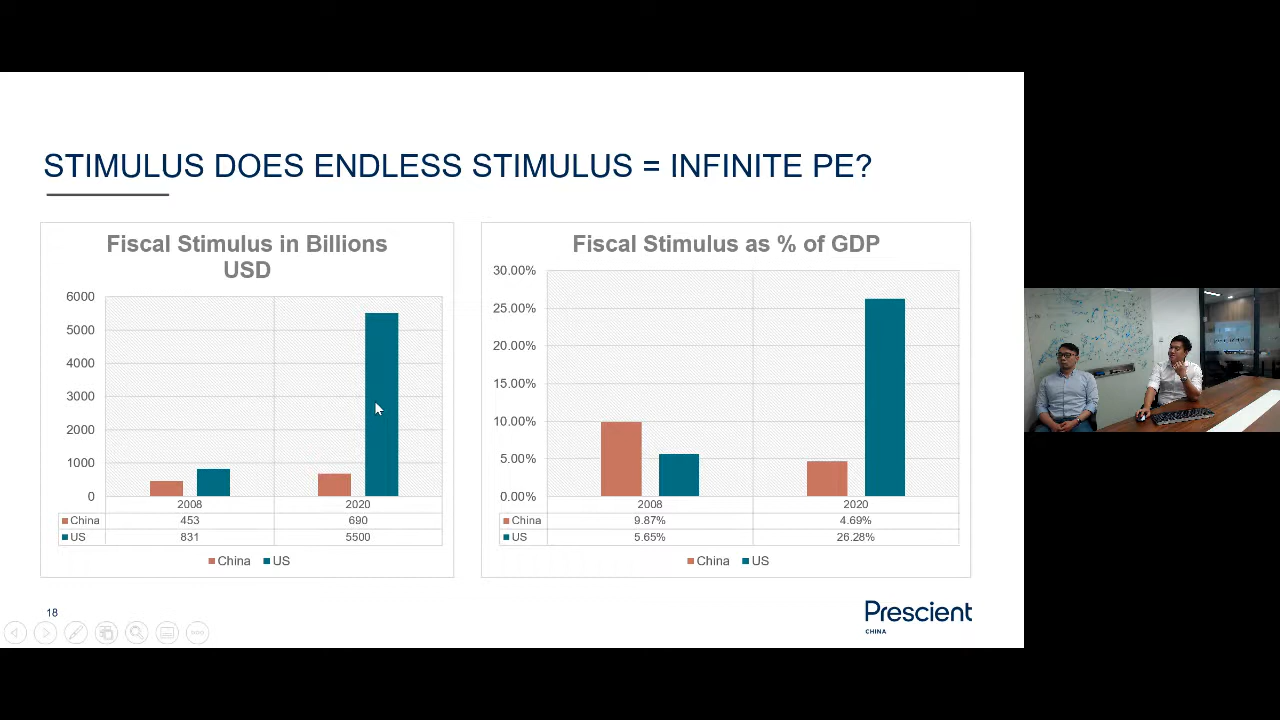 STIMULUS DOES ENDLESS STIMULUS = INFINITE PE?
Fiscal Stimulus in Billions
USD
6000
5000
4000
3000
2000
1000
0
2008 2020
China 453 690
US 831 5500
China US
Fiscal Stimulus as % of GDP
30.00%
25.00%
20.00%
15.00%
10.00%
5.00%
0.00%
2008 2020
China 9.87% 4.69%
US 5.65% 26.28%
China US
18
Prescient
CHINA